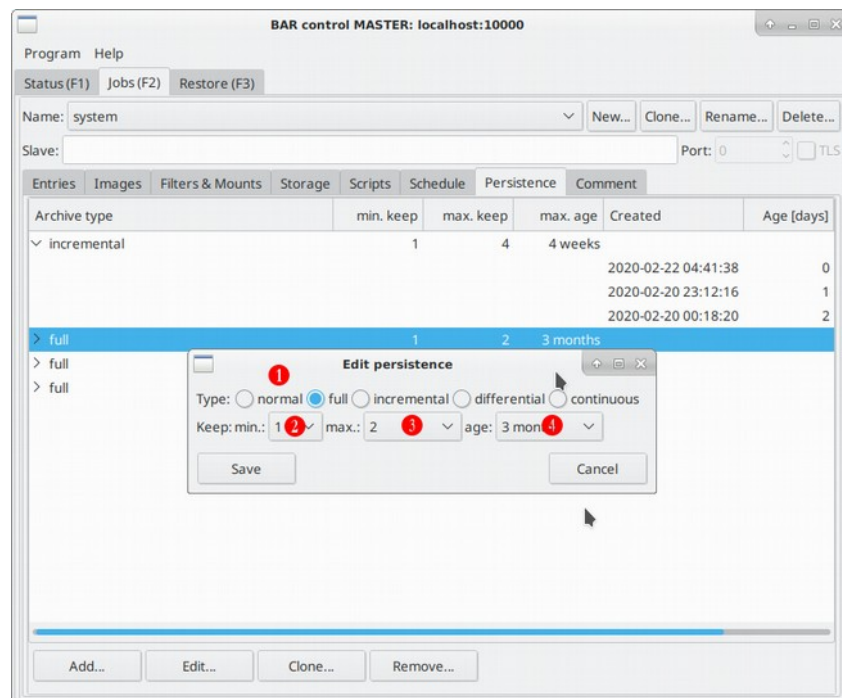 BAR control MASTER: localhost:10000
Program Help
Status (F1) Jobs (F2) Restore (F3)
Name: system New... Clone... Rename... Delete...
Slave: Port: 0 TLS
Entries Images Filters & Mounts Storage Scripts Schedule Persistence Comment
Archive type min. keep max. keep max. age Created Age [days]
incremental 1 4 4 weeks
2020-02-22 04:41:38 0
2020-02-20 23:12:16 1
2020-02-20 00:18:20 2
full 1 2 3 months
full
full
Edit persistence
1
Type: normal full incremental differential continuous
Keep: min.: 1 2 max.: 2 3 age: 3 mon 4
Save Cancel
Add... Edit... Clone... Remove...